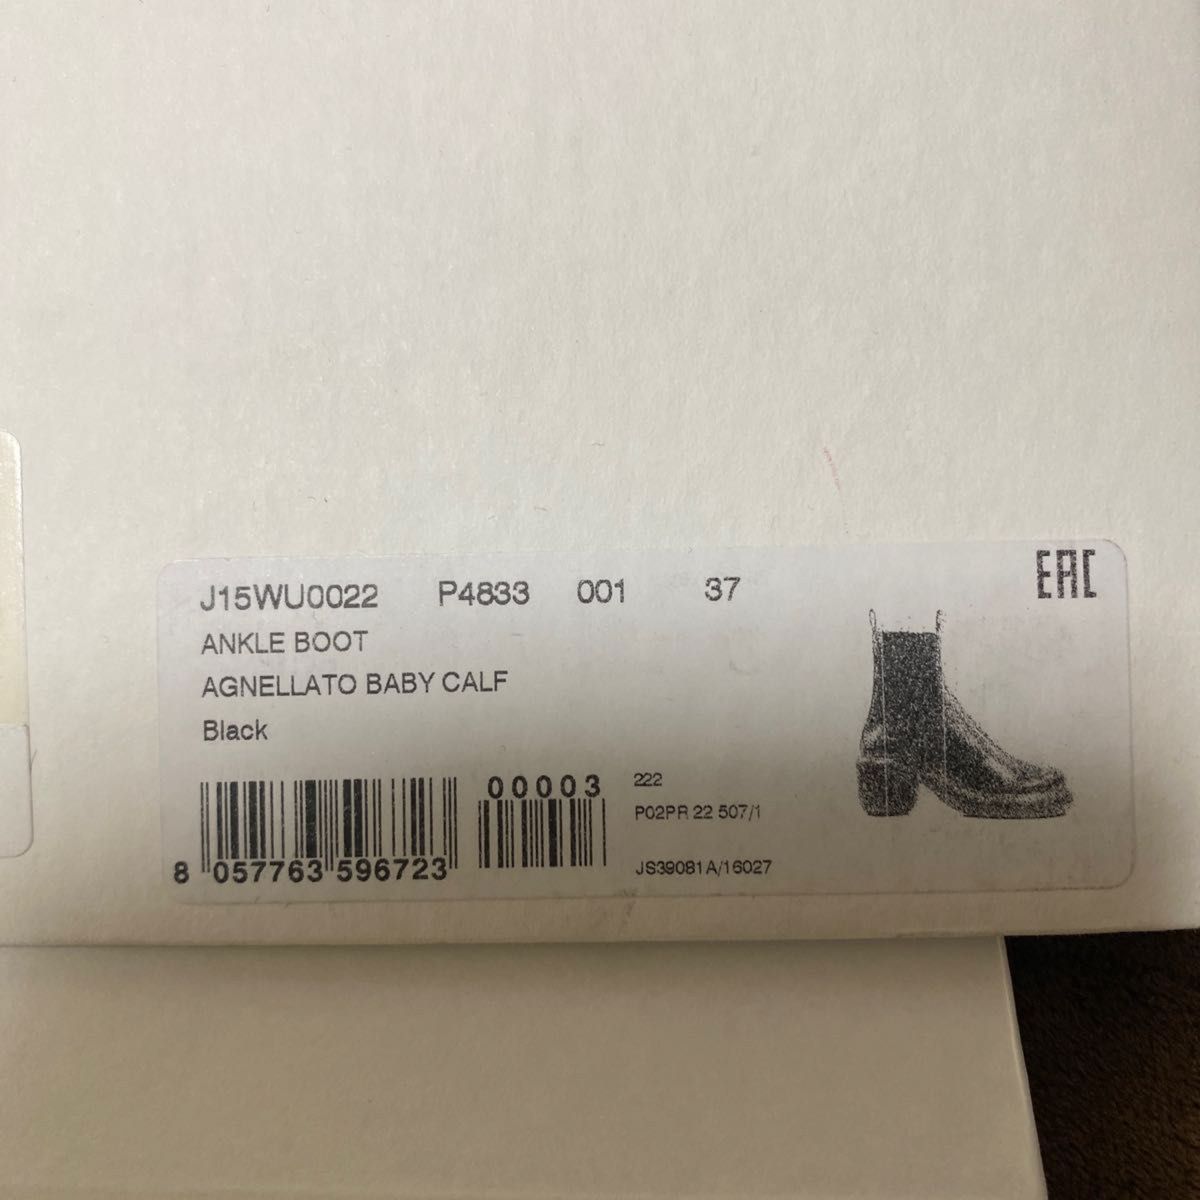 J15WU0022 P4833 001 37
EAC
ANKLE BOOT
AGNELLATO BABY CALF
Black
00003
8 057763 596723
222
P02PR 22 507/1
JS39081A/16027